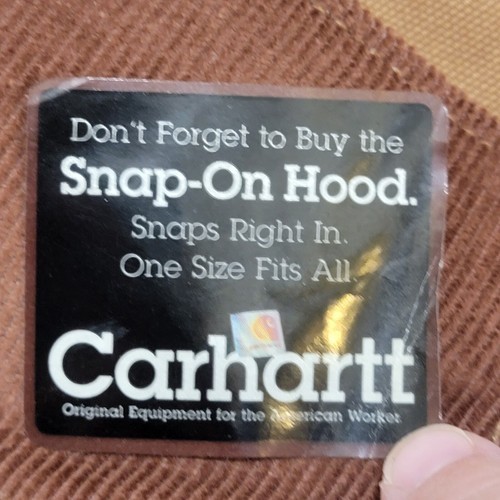 Don't Forget to Buy the
Snap-On Hood.
Snaps Right In.
One Size Fits All.
Carhartt
Original Equipment for the American Worker.